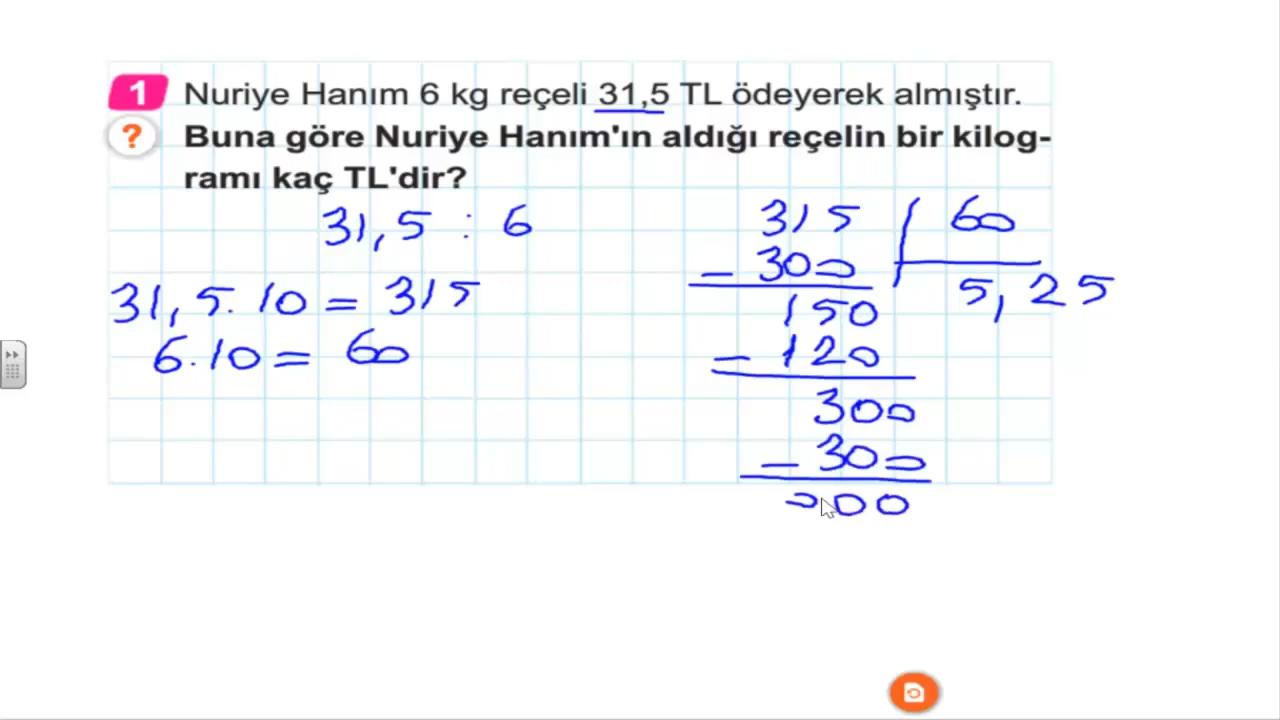 1 Nuriye Hanım 6 kg reçeli 31,5 TL ödeyerek almıştır.
? Buna göre Nuriye Hanım'ın aldığı reçelin bir kilog-
ramı kaç TL'dir?
31,5 : 6
31,5.10 = 315
6.10 = 60
315 60
- 300 5,25
150
- 120
300
- 300
000